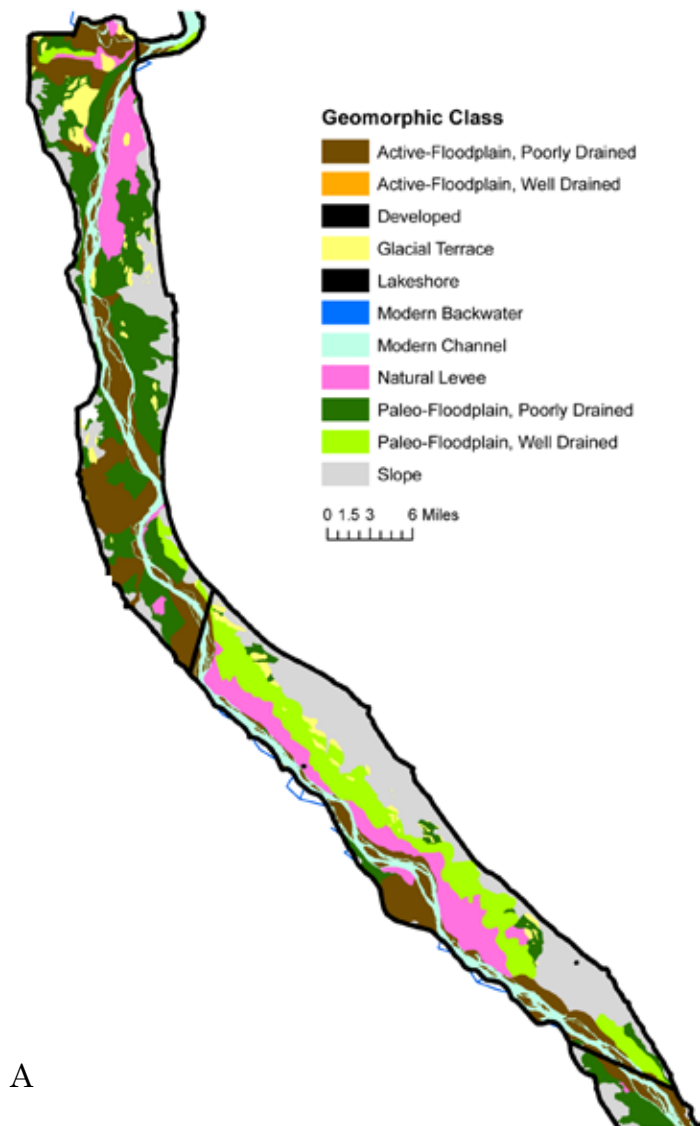 Geomorphic Class
Active-Floodplain, Poorly Drained
Active-Floodplain, Well Drained
Developed
Glacial Terrace
Lakeshore
Modern Backwater
Modern Channel
Natural Levee
Paleo-Floodplain, Poorly Drained
Paleo-Floodplain, Well Drained
Slope
0 1.5 3 6 Miles
A